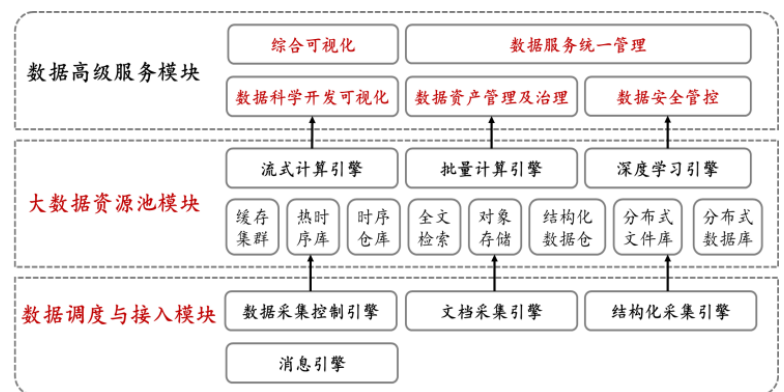 数据高级服务模块
综合可视化
数据服务统一管理
数据科学开发可视化
数据资产管理及治理
数据安全管控
大数据资源池模块
流式计算引擎
批量计算引擎
深度学习引擎
缓存
集群
热时
序库
时序
仓库
全文
检索
对象
存储
结构化
数据仓
分布式
文件库
分布式
数据库
数据调度与接入模块
数据采集控制引擎
文档采集引擎
结构化采集引擎
消息引擎